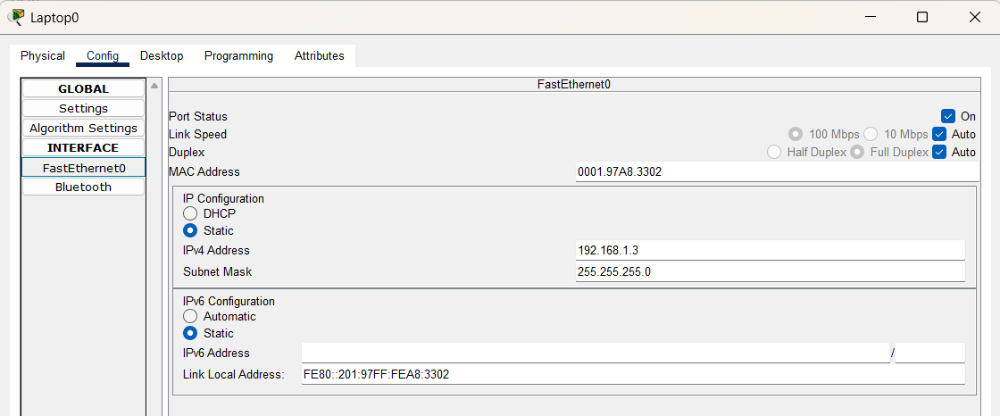 Laptop0
Physical Config Desktop Programming Attributes
GLOBAL
Settings
Algorithm Settings
INTERFACE
FastEthernet0
Bluetooth
FastEthernet0
Port Status On
Link Speed 100 Mbps 10 Mbps Auto
Duplex Half Duplex Full Duplex Auto
MAC Address 0001.97A8.3302
IP Configuration
DHCP
Static
IPv4 Address 192.168.1.3
Subnet Mask 255.255.255.0
IPv6 Configuration
Automatic
Static
IPv6 Address /
Link Local Address: FE80::201:97FF:FEA8:3302